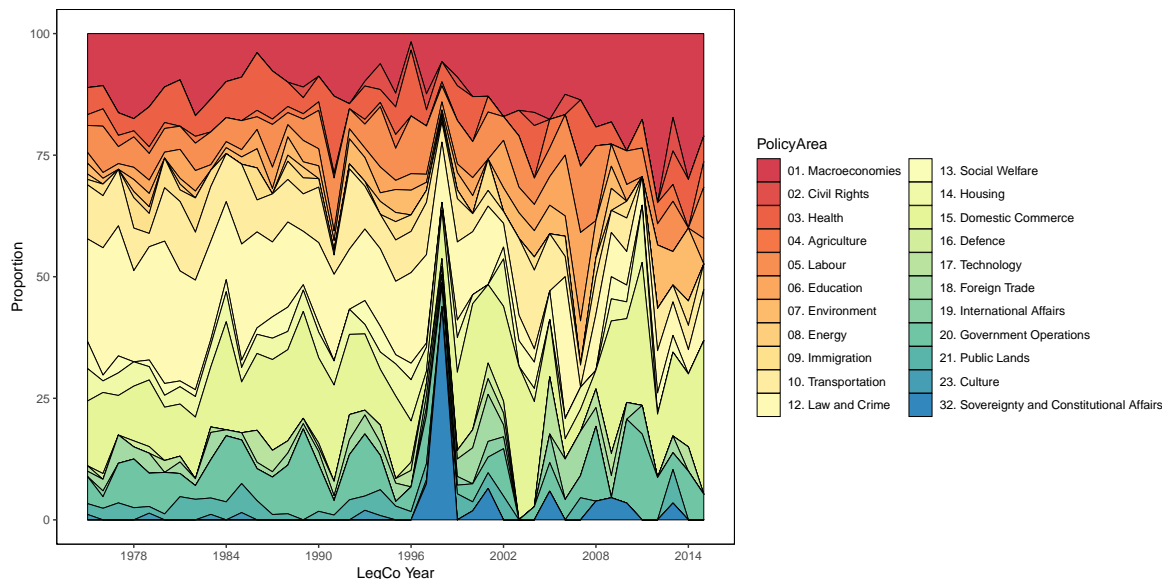 100
75
50
25
0
Proportion
1978 1984 1990 1996 2002 2008 2014
LegCo Year
PolicyArea
01. Macroeconomies
02. Civil Rights
03. Health
04. Agriculture
05. Labour
06. Education
07. Environment
08. Energy
09. Immigration
10. Transportation
12. Law and Crime
13. Social Welfare
14. Housing
15. Domestic Commerce
16. Defence
17. Technology
18. Foreign Trade
19. International Affairs
20. Government Operations
21. Public Lands
23. Culture
32. Sovereignty and Constitutional Affairs